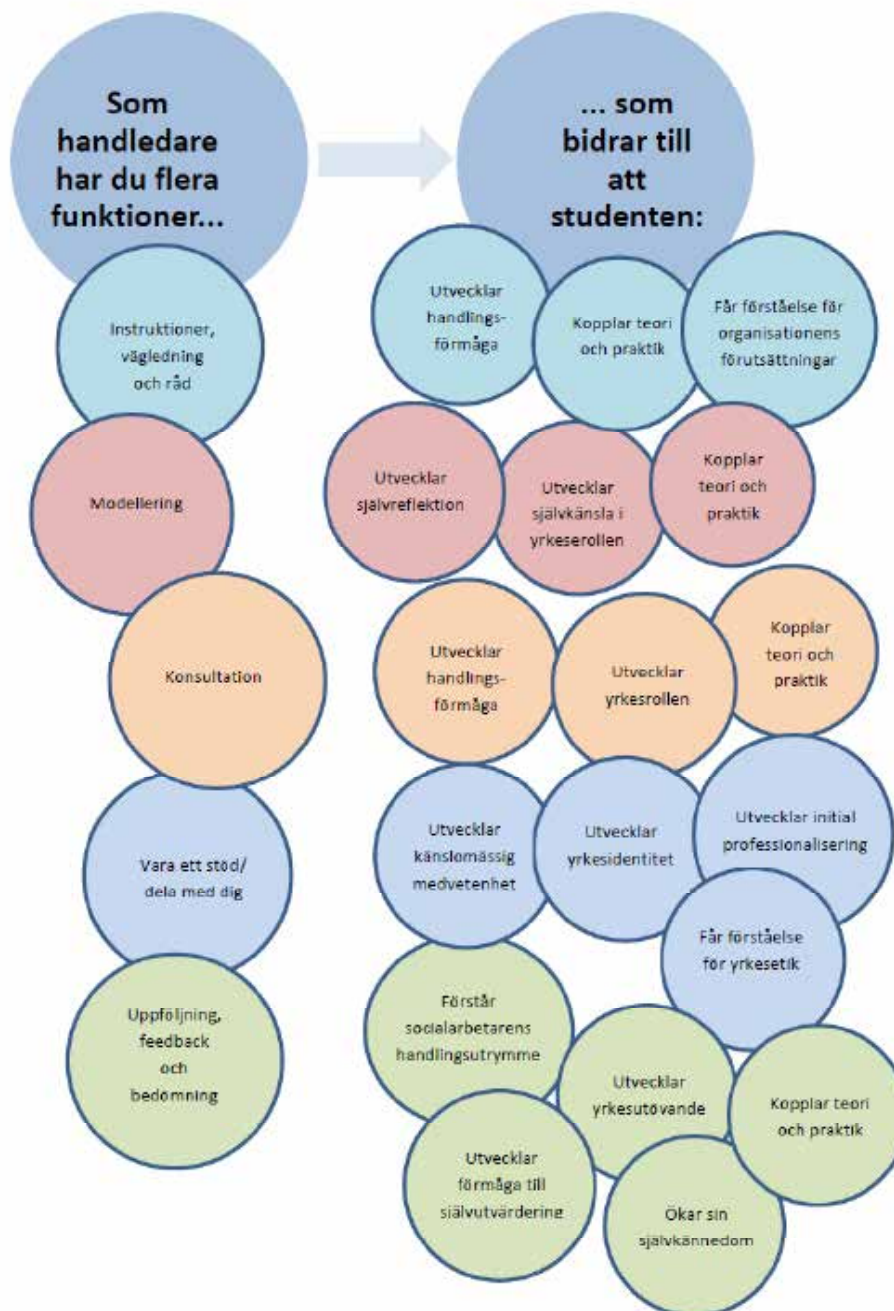 Som
handledare
har du flera
funktioner...
... som
bidrar till
att
studenten:
Instruktioner,
vägledning
och råd
Utvecklar
handlings-
förmåga
Kopplar teori
och praktik
Får förståelse för
organisationens
förutsättningar
Modellering
Utvecklar
självreflektion
Utvecklar
självkänsla i
yrkeserollen
Kopplar
teori och
praktik
Konsultation
Utvecklar
handlings-
förmåga
Utvecklar
yrkesrollen
Kopplar
teori och
praktik
Vara ett stöd/
dela med dig
Utvecklar
känslomässig
medvetenhet
Utvecklar
yrkesidentitet
Utvecklar initial
professionalisering
Får förståelse
för yrkesetik
Uppföljning,
feedback
och
bedömning
Förstår
socialarbetarens
handlingsutrymme
Utvecklar
yrkesutövande
Kopplar teori
och praktik
Utvecklar
förmåga till
självutvärdering
Ökar sin
självkännedom